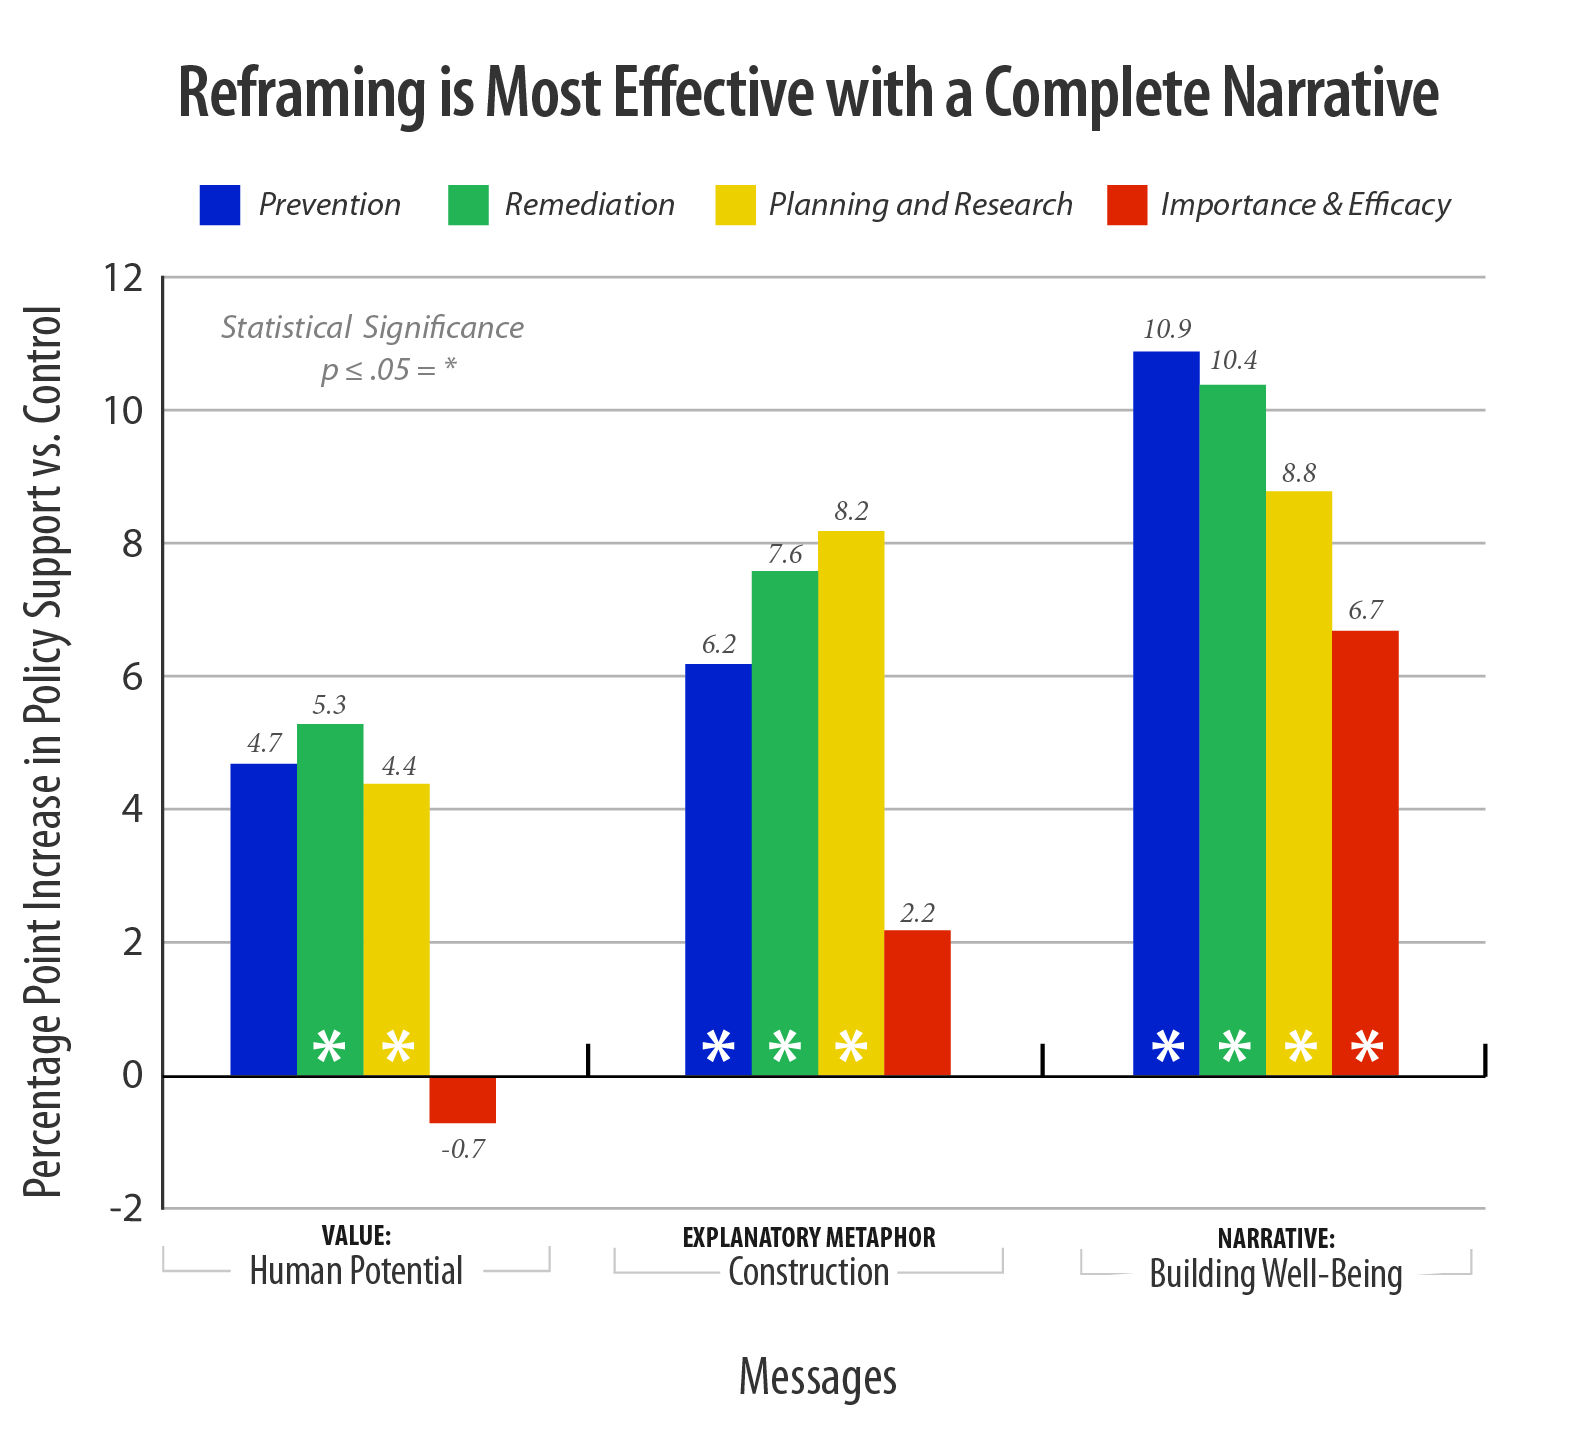 Reframing is Most Effective with a Complete Narrative
Prevention
Remediation
Planning and Research
Importance & Efficacy
Percentage Point Increase in Policy Support vs. Control
12
10
8
6
4
2
0
-2
Statistical Significance
p ≤ .05 = *
4.7
5.3
4.4
-0.7
6.2
7.6
8.2
2.2
10.9
10.4
8.8
6.7
* *
* * *
* * * *
VALUE:
Human Potential
EXPLANATORY METAPHOR
Construction
NARRATIVE:
Building Well-Being
Messages